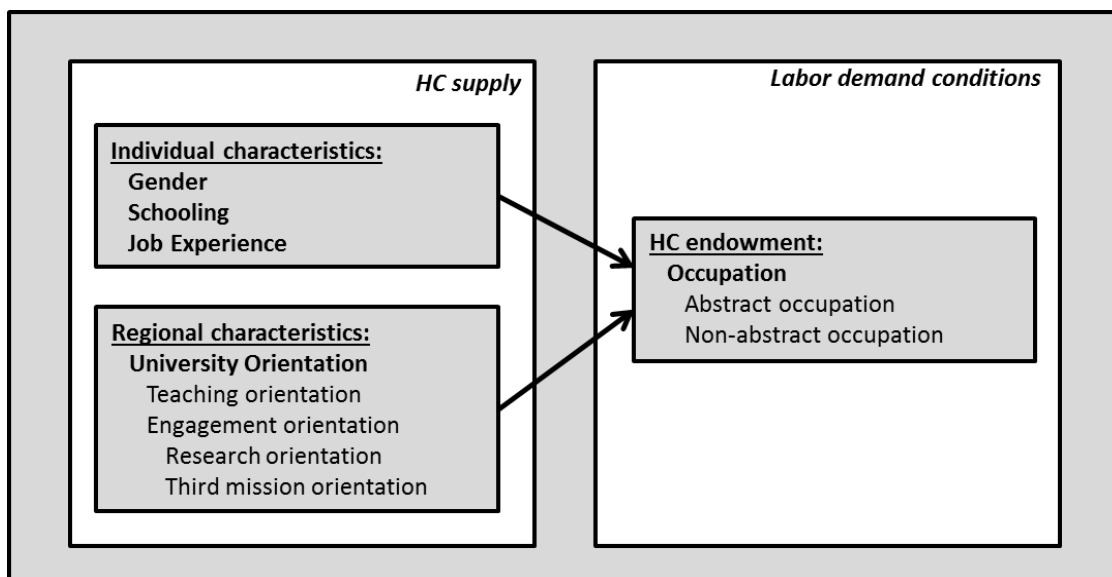 HC supply
Individual characteristics:
Gender
Schooling
Job Experience
Regional characteristics:
University Orientation
Teaching orientation
Engagement orientation
Research orientation
Third mission orientation
Labor demand conditions
HC endowment:
Occupation
Abstract occupation
Non-abstract occupation